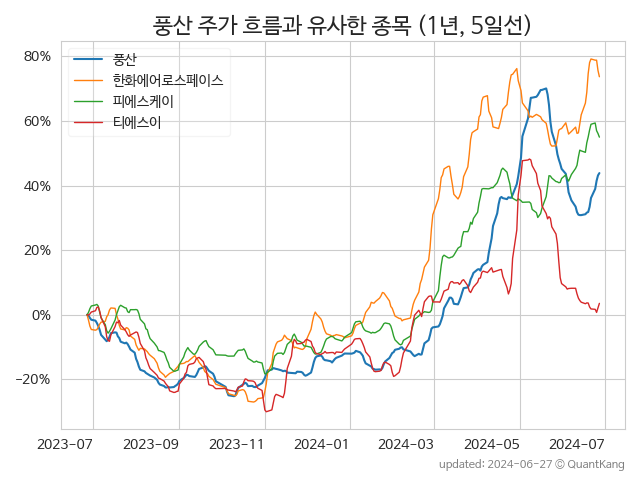 풍산 주가 흐름과 유사한 종목 (1년, 5일선)
풍산
한화에어로스페이스
피에스케이
티에스이
80%
60%
40%
20%
0%
−20%
2023-07
2023-09
2023-11
2024-01
2024-03
2024-05
2024-07
updated: 2024-06-27 © QuantKang